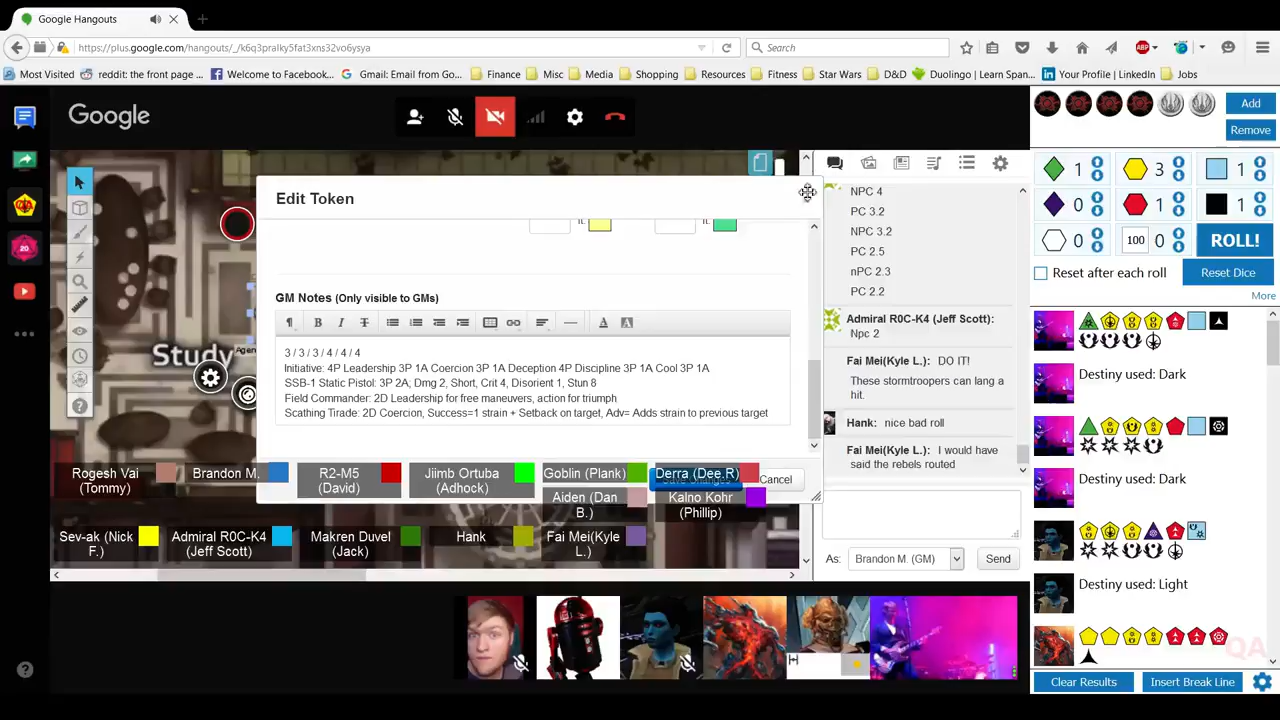 Google Hangouts
https://plus.google.com/hangouts/_/k6q3pralky5fat3xns32vo6ysya
Search
ABP
Most Visited
reddit: the front page ...
Welcome to Facebook...
Gmail: Email from Go...
Finance
Misc
Media
Shopping
Resources
Fitness
Star Wars
D&D
Duolingo | Learn Span...
Your Profile | LinkedIn
Jobs
Google
Add
Remove
1
3
1
0
1
1
0
100
0
ROLL!
Reset after each roll
Reset Dice
More
Edit Token
GM Notes (Only visible to GMs)
3 / 3 / 3 / 4 / 4 / 4
Initiative: 4P Leadership 3P 1A Coercion 3P 1A Deception 4P Discipline 3P 1A Cool 3P 1A
SSB-1 Static Pistol: 3P 2A, Dmg 2, Short, Crit 4, Disorient 1, Stun 8
Field Commander: 2D Leadership for free maneuvers, action for triumph
Scathing Trade: 2D Coercion, Success=1 strain + Setback on target, Adv= Adds strain to previous target
Cancel
Study
NPC 4
PC 3.2
NPC 3.2
PC 2.5
nPC 2.3
PC 2.2
Admiral R0C-K4 (Jeff Scott):
Npc 2
Fai Mei(Kyle L.): DO IT!
These stormtroopers can lang a
hit.
Hank: nice bad roll
Fai Mei(Kyle L.): I would have
said the rebels routed
As:
Brandon M. (GM)
Send
Rogesh Vai
(Tommy)
Brandon M.
R2-M5
(David)
Jiimb Ortuba
(Adhock)
Goblin (Plank)
Derra (Dee.R)
Aiden (Dan
B.)
Kalno Kohr
(Phillip)
Sev-ak (Nick
F.)
Admiral R0C-K4
(Jeff Scott)
Makren Duvel
(Jack)
Hank
Fai Mei(Kyle
L.)
Destiny used: Dark
Destiny used: Dark
Destiny used: Light
QA
Clear Results
Insert Break Line